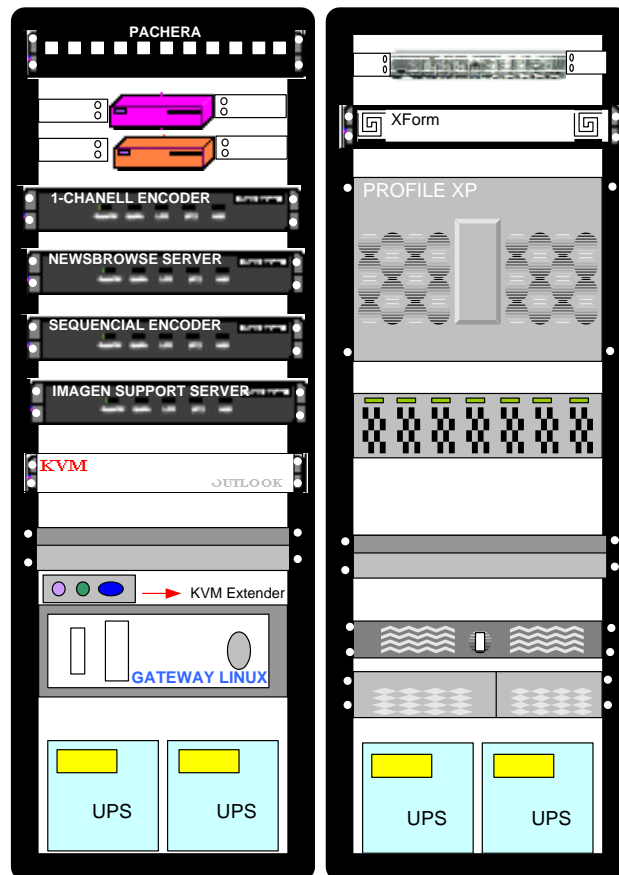 PACHERA
1-CHANELL ENCODER
NEWSBROWSE SERVER
SEQUENCIAL ENCODER
IMAGEN SUPPORT SERVER
KVM
OUTLOOK
KVM Extender
GATEWAY LINUX
UPS
UPS
XForm
PROFILE XP
UPS
UPS